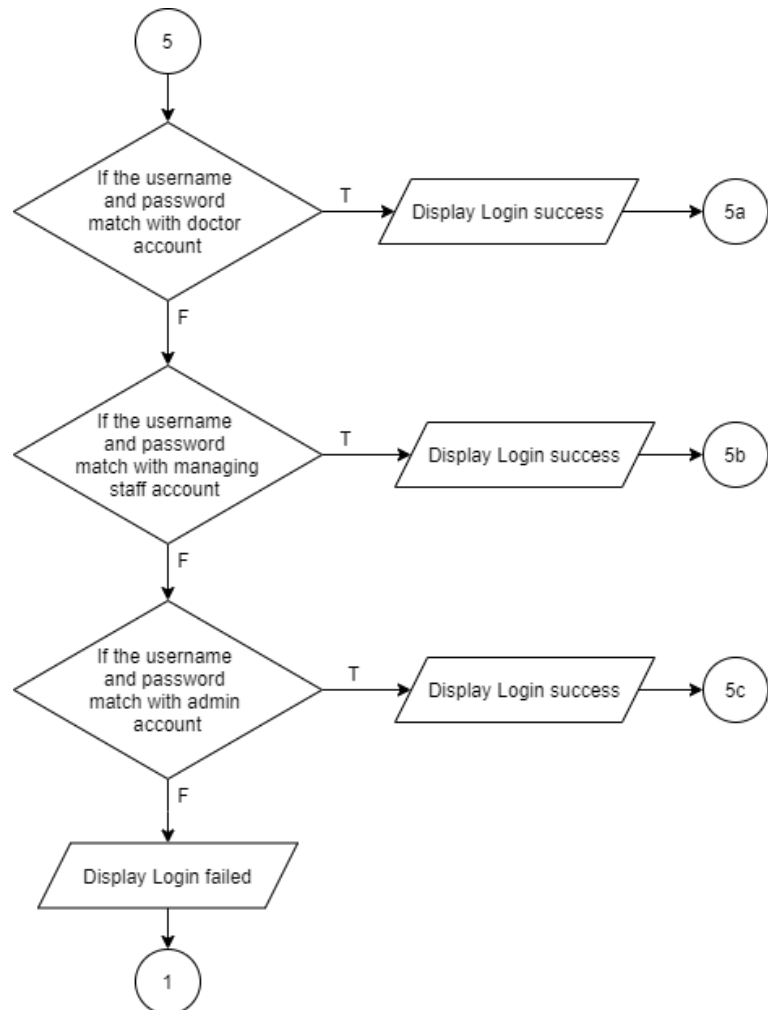 5
If the username
and password
match with doctor
account
T
Display Login success
5a
F
If the username
and password
match with managing
staff account
T
Display Login success
5b
F
If the username
and password
match with admin
account
T
Display Login success
5c
F
Display Login failed
1